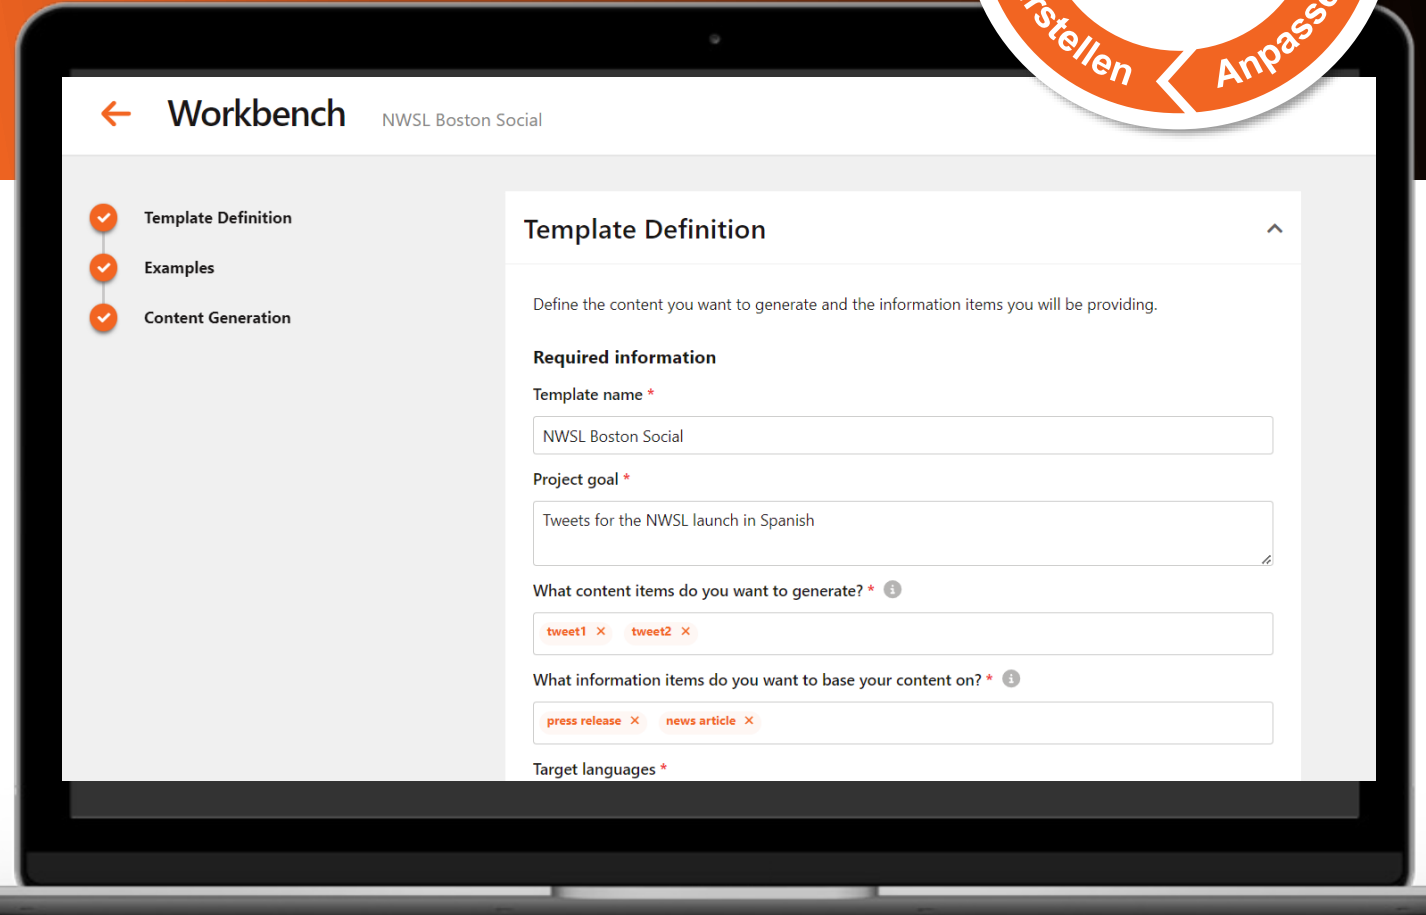 Anpasse
Workbench
NWSL Boston Social
Template Definition
Examples
Content Generation
Template Definition
Define the content you want to generate and the information items you will be providing.
Required information
Template name *
NWSL Boston Social
Project goal *
Tweets for the NWSL launch in Spanish
What content items do you want to generate? *
tweet1 × tweet2 ×
What information items do you want to base your content on? *
press release × news article ×
Target languages *